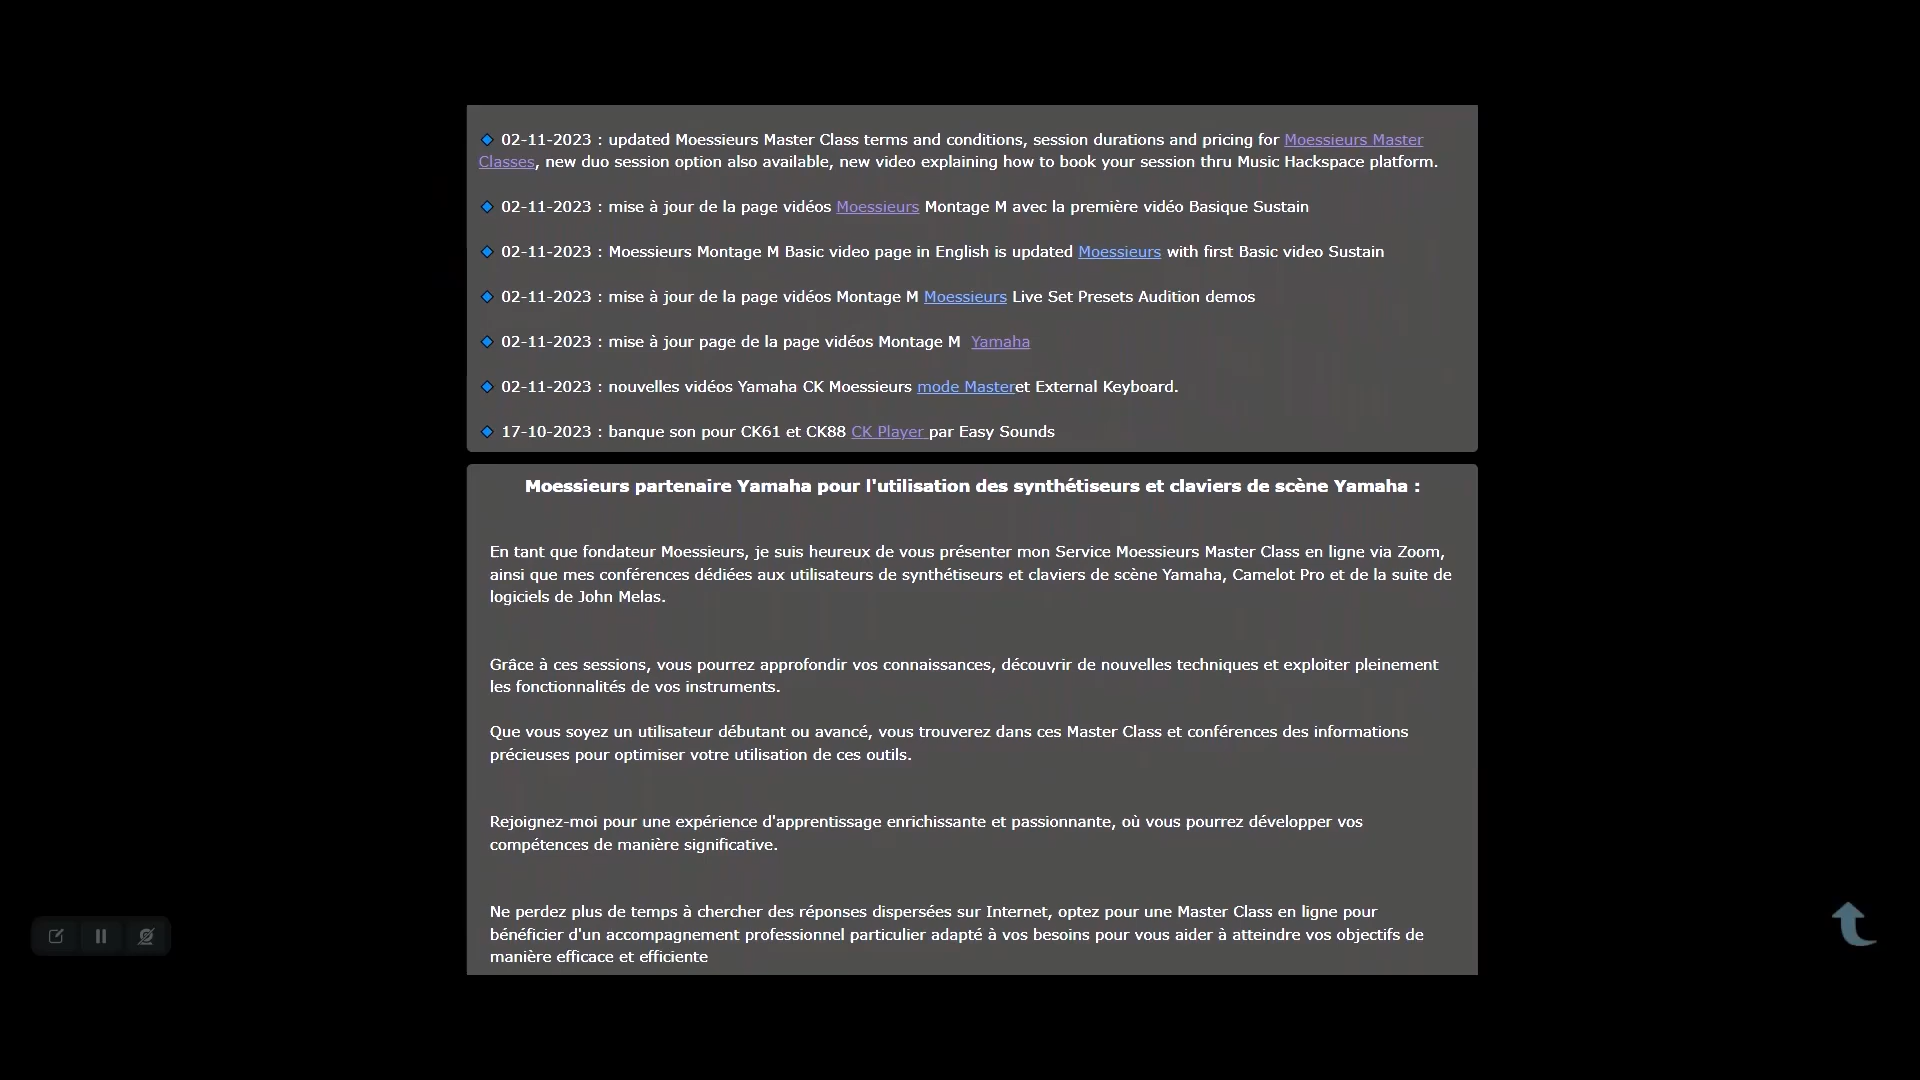 02-11-2023 : updated Moessieurs Master Class terms and conditions, session durations and pricing for Moessieurs Master
Classes, new duo session option also available, new video explaining how to book your session thru Music Hackspace platform.
02-11-2023 : mise à jour de la page vidéos Moessieurs Montage M avec la première vidéo Basique Sustain
02-11-2023 : Moessieurs Montage M Basic video page in English is updated Moessieurs with first Basic video Sustain
02-11-2023 : mise à jour de la page vidéos Montage M Moessieurs Live Set Presets Audition demos
02-11-2023 : mise à jour page de la page vidéos Montage M Yamaha
02-11-2023 : nouvelles vidéos Yamaha CK Moessieurs mode Masteret External Keyboard.
17-10-2023 : banque son pour CK61 et CK88 CK Player par Easy Sounds
Moessieurs partenaire Yamaha pour l'utilisation des synthétiseurs et claviers de scène Yamaha :
En tant que fondateur Moessieurs, je suis heureux de vous présenter mon Service Moessieurs Master Class en ligne via Zoom,
ainsi que mes conférences dédiées aux utilisateurs de synthétiseurs et claviers de scène Yamaha, Camelot Pro et de la suite de
logiciels de John Melas.
Grâce à ces sessions, vous pourrez approfondir vos connaissances, découvrir de nouvelles techniques et exploiter pleinement
les fonctionnalités de vos instruments.
Que vous soyez un utilisateur débutant ou avancé, vous trouverez dans ces Master Class et conférences des informations
précieuses pour optimiser votre utilisation de ces outils.
Rejoignez-moi pour une expérience d'apprentissage enrichissante et passionnante, où vous pourrez développer vos
compétences de manière significative.
Ne perdez plus de temps à chercher des réponses dispersées sur Internet, optez pour une Master Class en ligne pour
bénéficier d'un accompagnement professionnel particulier adapté à vos besoins pour vous aider à atteindre vos objectifs de
manière efficace et efficiente